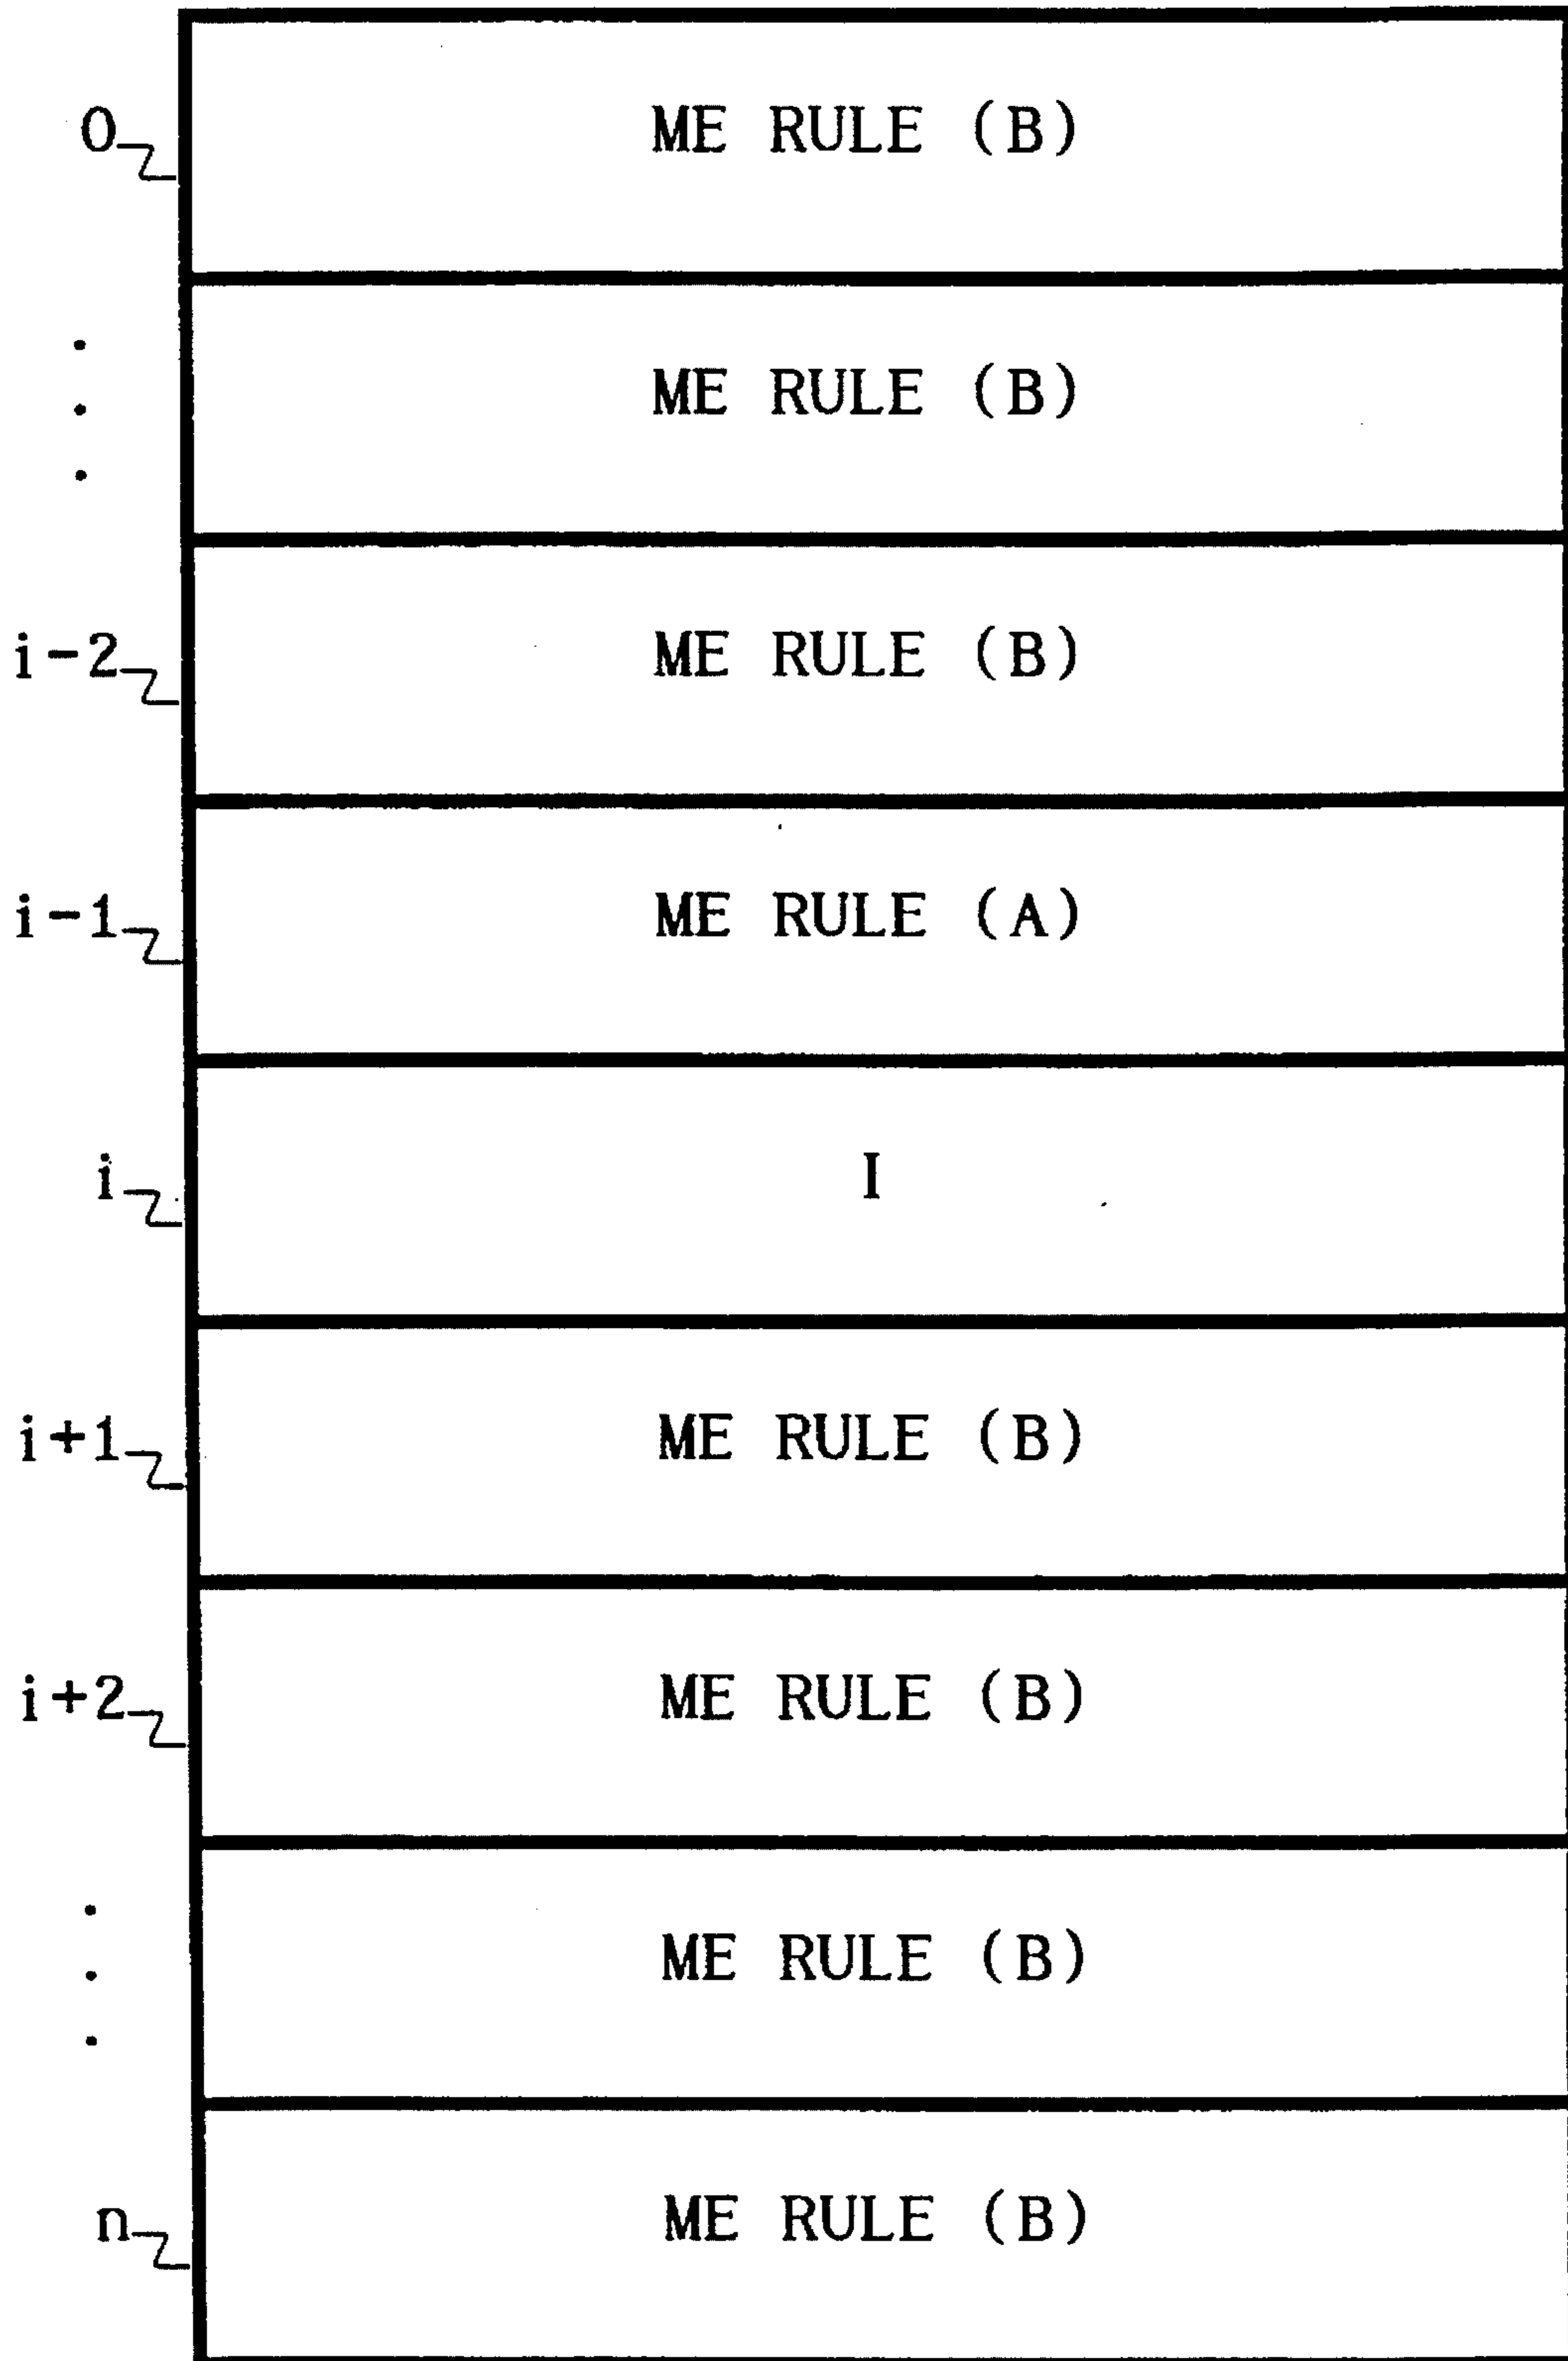 0 ME RULE (B)
ME RULE (B)
i-2 ME RULE (B)
i-1 ME RULE (A)
i I
i+1 ME RULE (B)
i+2 ME RULE (B)
ME RULE (B)
n ME RULE (B)